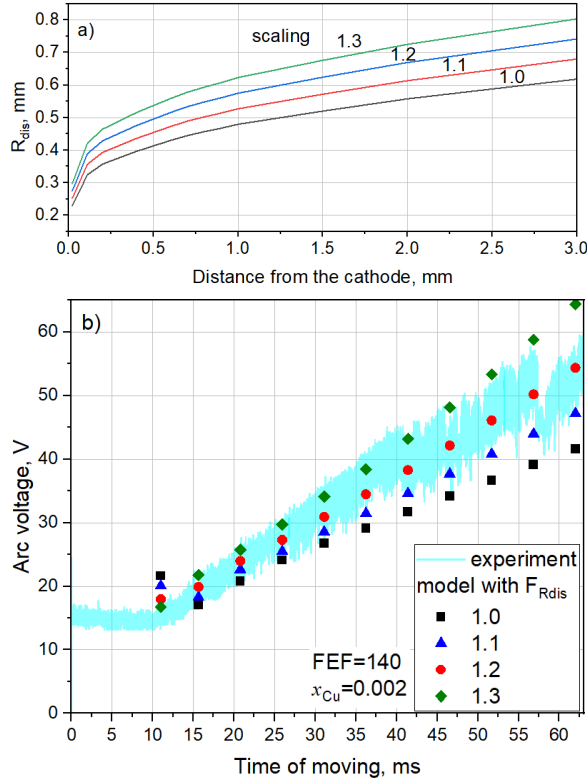 a)
scaling
1.3
1.2
1.1
1.0
0.8
0.7
0.6
0.5
0.4
0.3
0.2
R_dis, mm
0.0 0.5 1.0 1.5 2.0 2.5 3.0
Distance from the cathode, mm
b)
60
50
40
30
20
10
0
Arc voltage, V
experiment
model with F_Rdis
1.0
1.1
1.2
1.3
FEF=140
x_Cu=0.002
0 5 10 15 20 25 30 35 40 45 50 55 60
Time of moving, ms